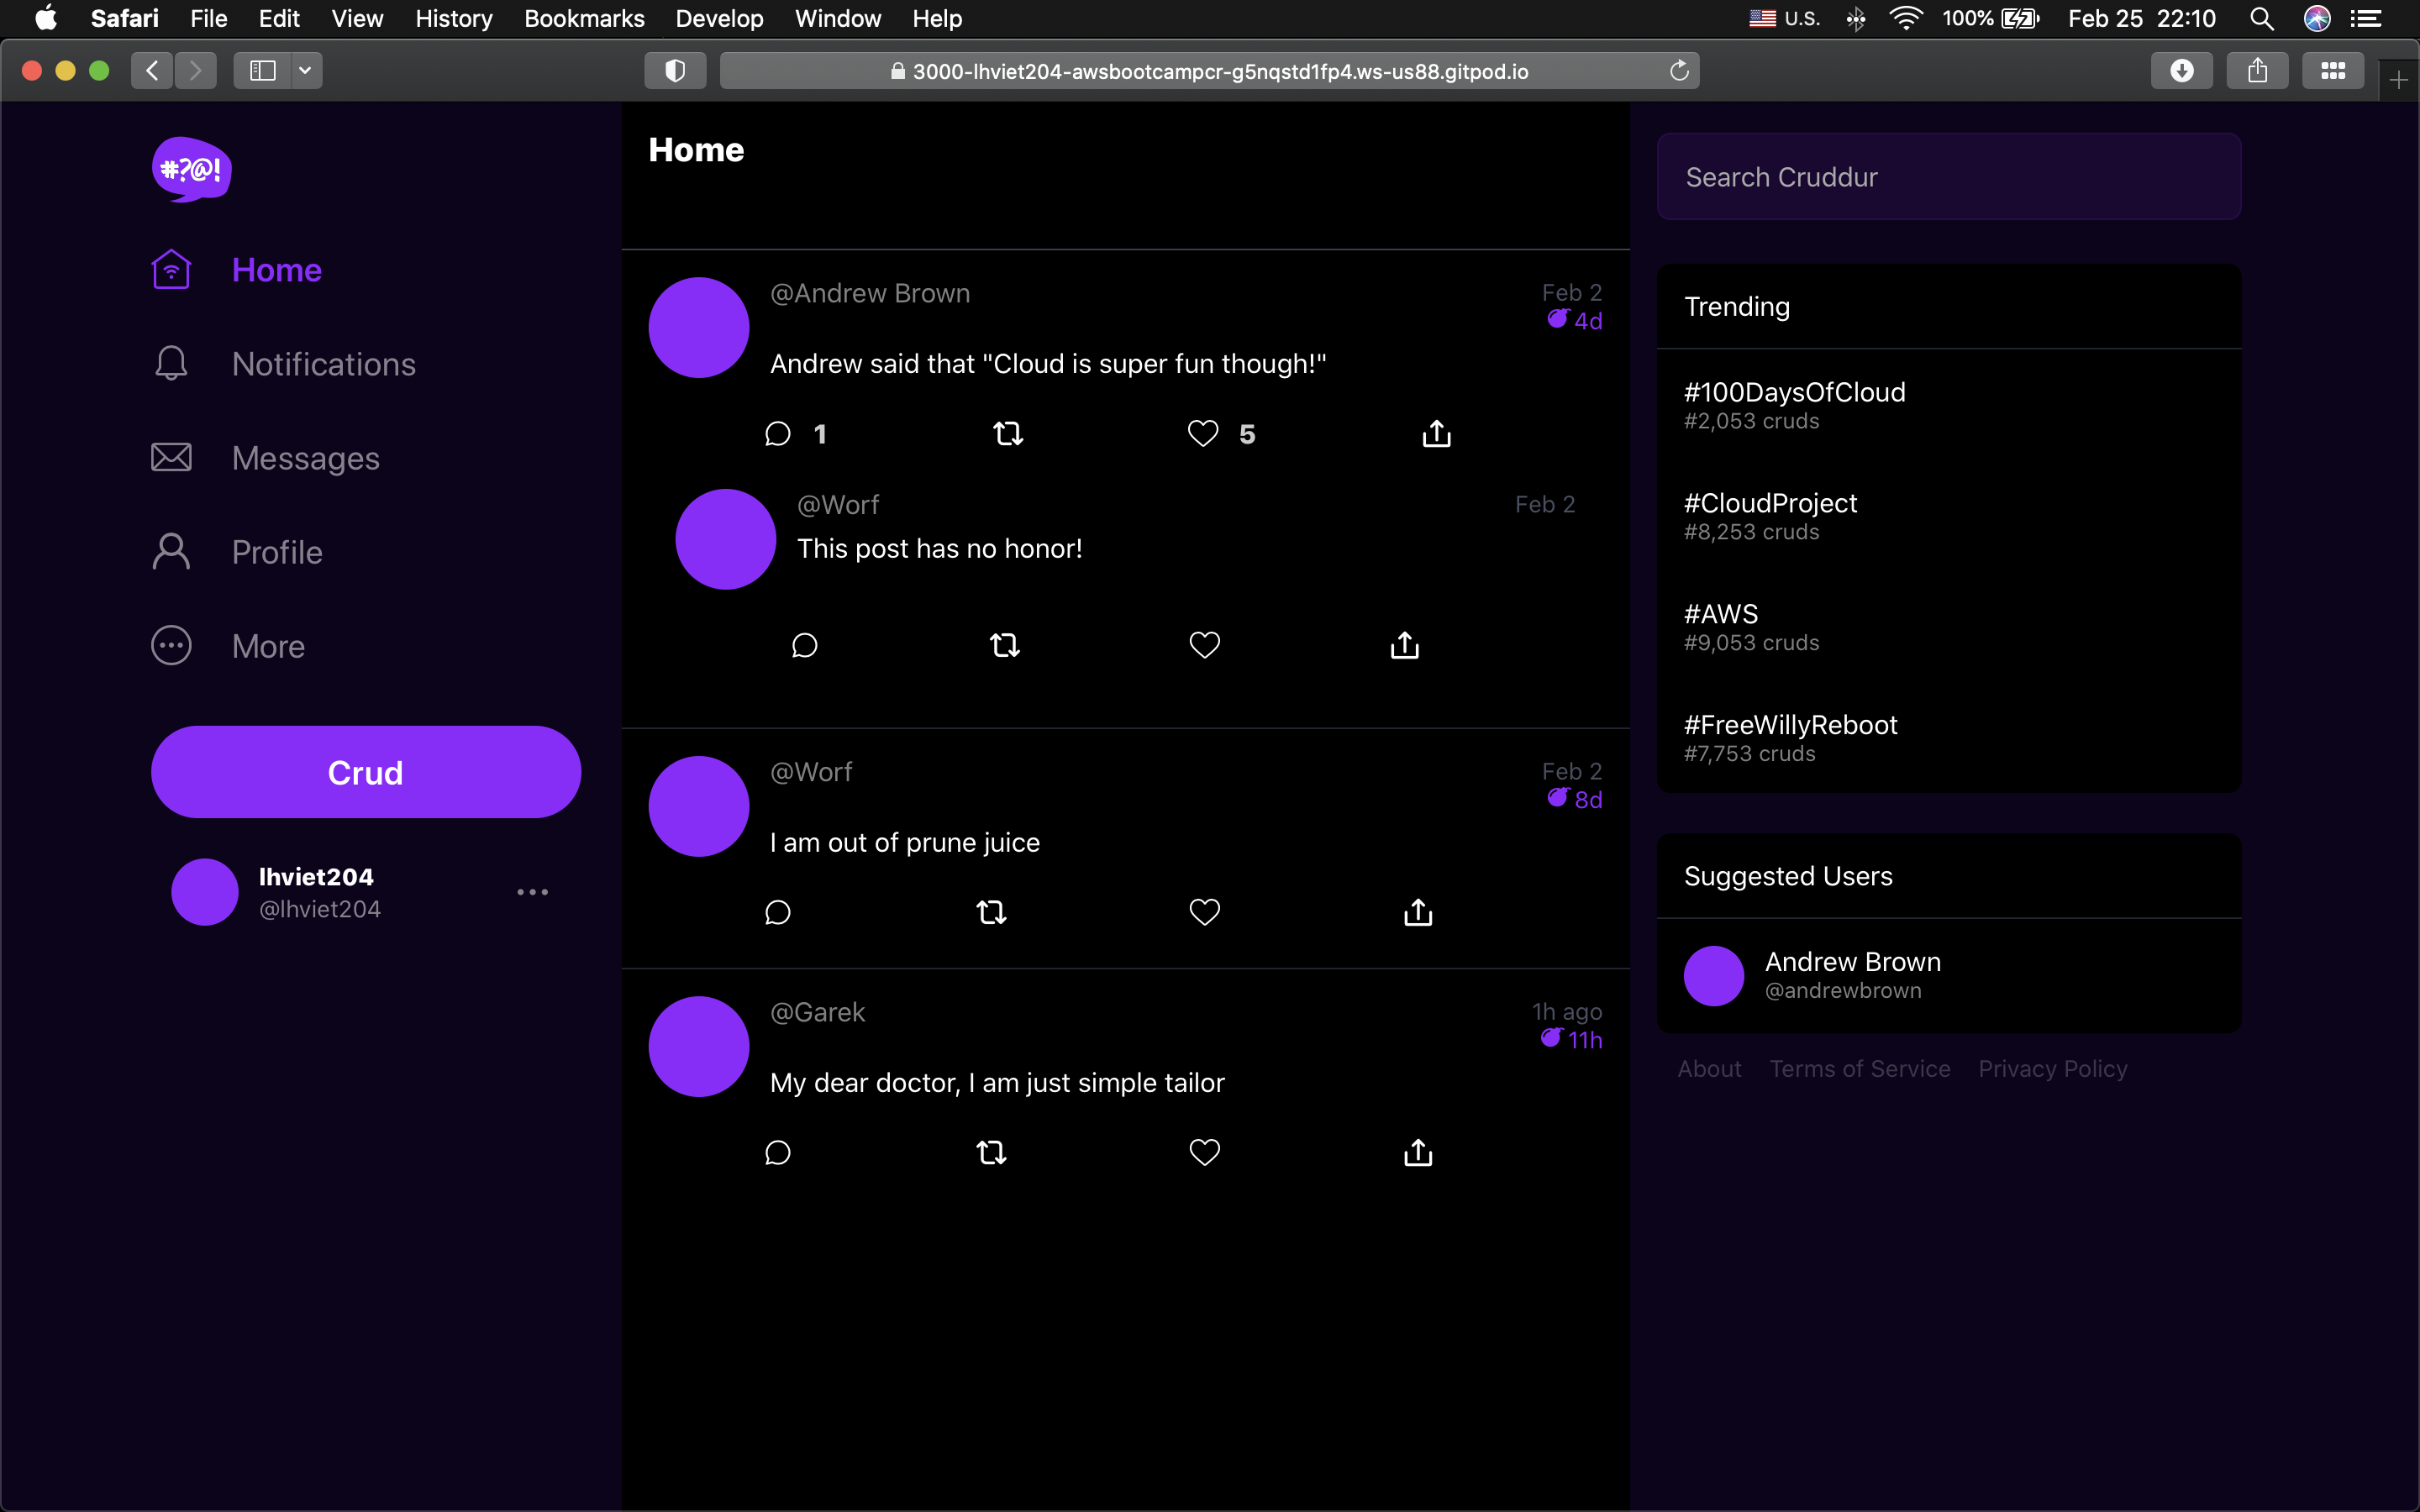 Safari File Edit View History Bookmarks Develop Window Help U.S. 100% Feb 25 22:10
3000-lhviet204-awsbootcampcr-g5nqstd1fp4.ws-us88.gitpod.io
#?@!
Home
Notifications
Messages
Profile
More
Crud
lhviet204
@lhviet204
Home
@Andrew Brown
Feb 2
4d
Andrew said that "Cloud is super fun though!"
1 5
@Worf
Feb 2
This post has no honor!
@Worf
Feb 2
8d
I am out of prune juice
@Garek
1h ago
11h
My dear doctor, I am just simple tailor
Search Cruddur
Trending
#100DaysOfCloud
#2,053 cruds
#CloudProject
#8,253 cruds
#AWS
#9,053 cruds
#FreeWillyReboot
#7,753 cruds
Suggested Users
Andrew Brown
@andrewbrown
About Terms of Service Privacy Policy